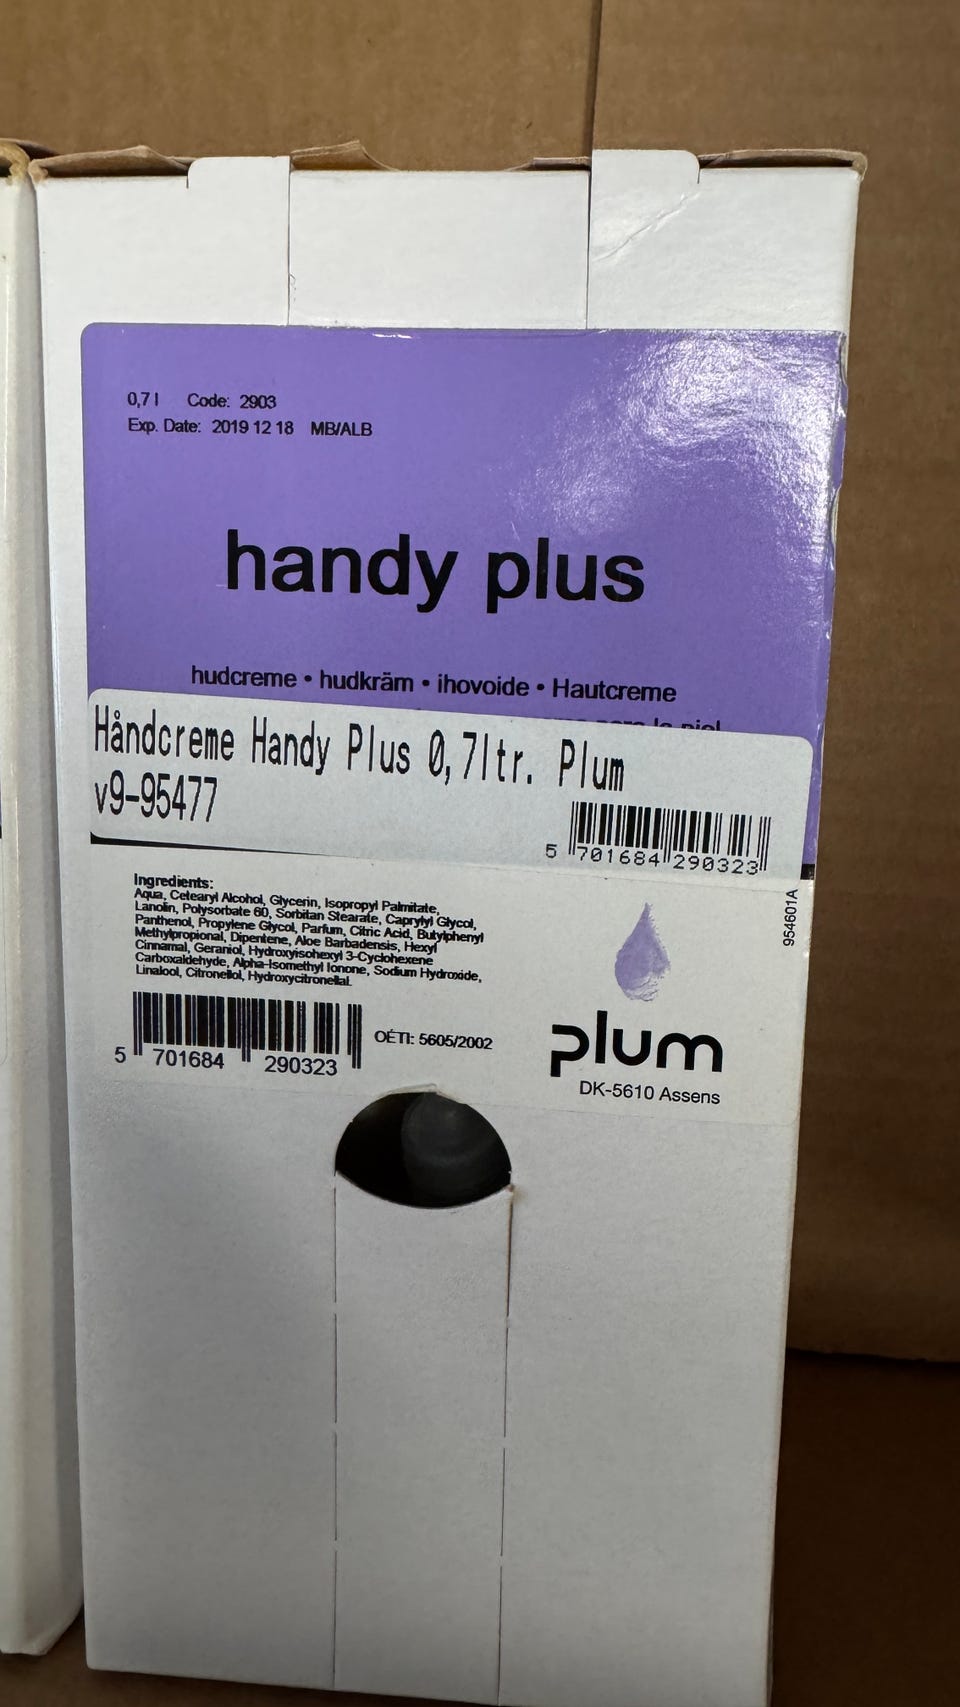 0,7 l Code: 2903
Exp. Date: 2019 12 18 MB/ALB
handy plus
hudcreme • hudkräm • ihovoide • Hautcreme
Håndcreme Handy Plus 0,7ltr. Plum
v9-95477
5 701684 290323
Ingredients:
Aqua, Cetearyl Alcohol, Glycerin, Isopropyl Palmitate,
Lanolin, Polysorbate 60, Sorbitan Stearate, Caprylyl Glycol,
Panthenol, Propylene Glycol, Parfum, Citric Acid, Butylphenyl
Methylpropional, Dipentene, Aloe Barbadensis, Hexyl
Cinnamal, Geraniol, Hydroxyisohexyl 3-Cyclohexene
Carboxaldehyde, Alpha-Isomethyl Ionone, Sodium Hydroxide,
Linalool, Citronellol, Hydroxycitronellal.
954601A
5 701684 290323
OÉTI: 5605/2002
plum
DK-5610 Assens